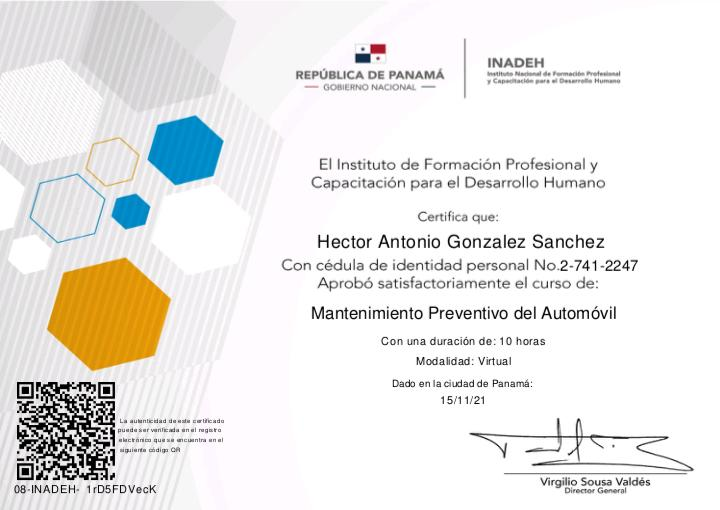 REPÚBLICA DE PANAMÁ
GOBIERNO NACIONAL
INADEH
Instituto Nacional de Formación Profesional
y Capacitación para el Desarrollo Humano
El Instituto de Formación Profesional y
Capacitación para el Desarrollo Humano
Certifica que:
Hector Antonio Gonzalez Sanchez
Con cédula de identidad personal No.2-741-2247
Aprobó satisfactoriamente el curso de:
Mantenimiento Preventivo del Automóvil
Con una duración de: 10 horas
Modalidad: Virtual
Dado en la ciudad de Panamá:
15/11/21
La autenticidad de este certificado
puede ser verificada en el registro
electrónico que se encuentra en el
siguiente código QR
08-INADEH- 1rD5FDVecK
Virgilio Sousa Valdés
Director General